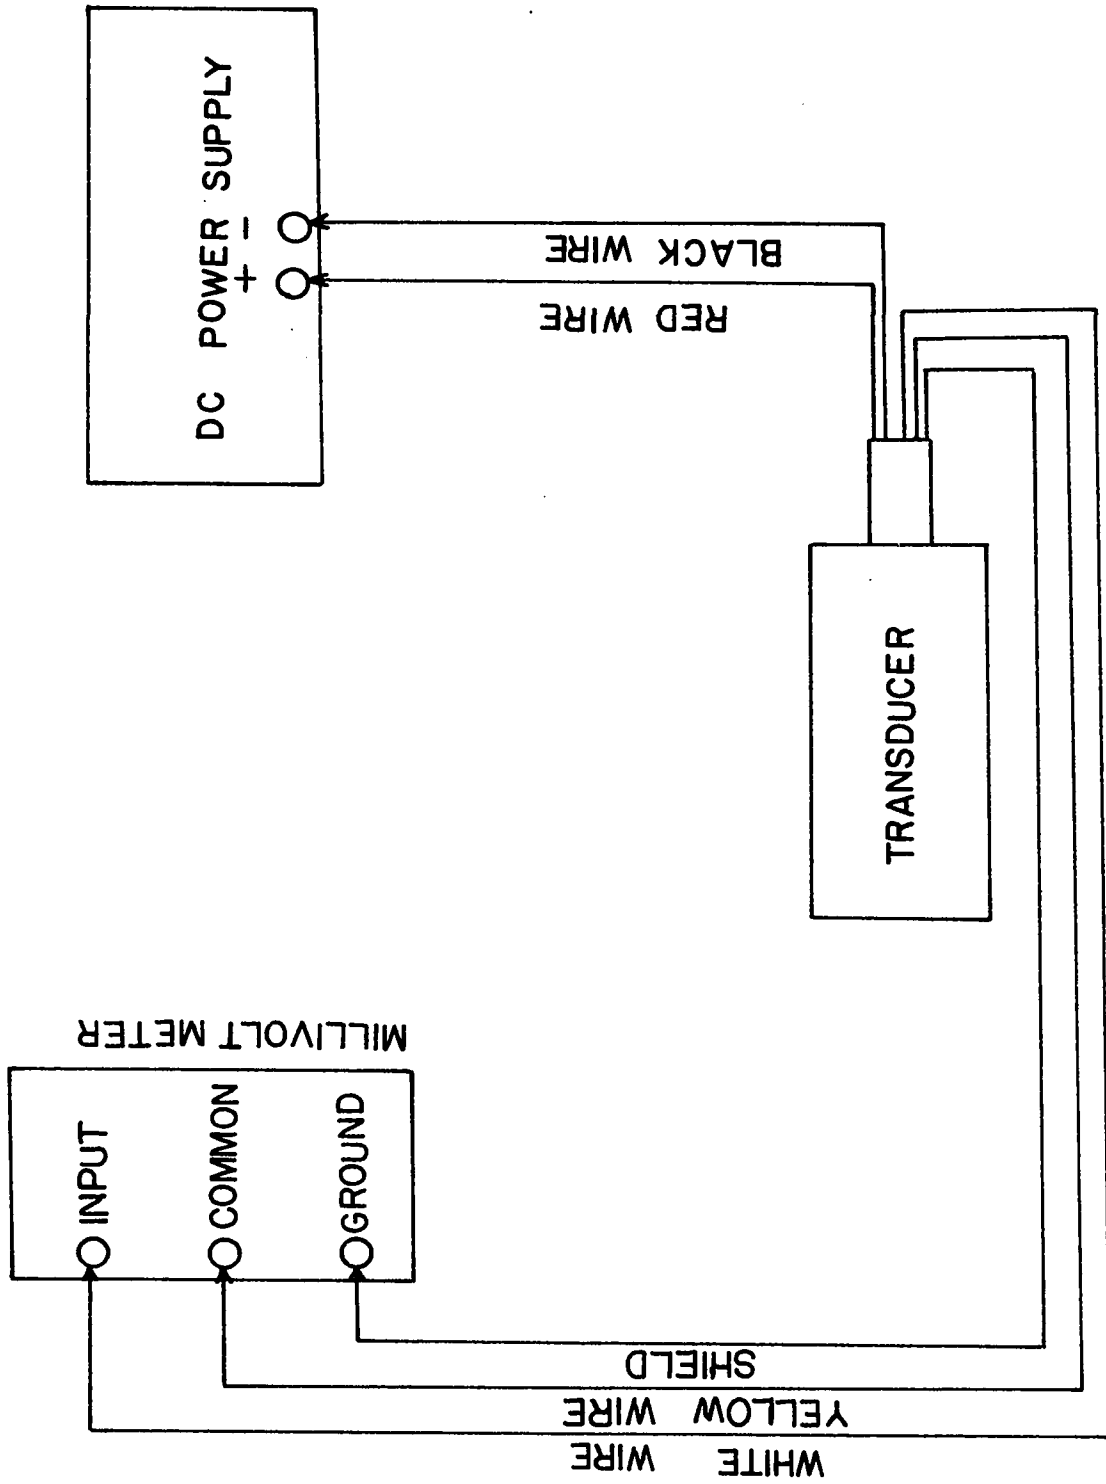 DC POWER SUPPLY
+ -
BLACK WIRE
RED WIRE
TRANSDUCER
MILLIVOLT METER
INPUT
COMMON
GROUND
SHIELD
YELLOW WIRE
WHITE WIRE